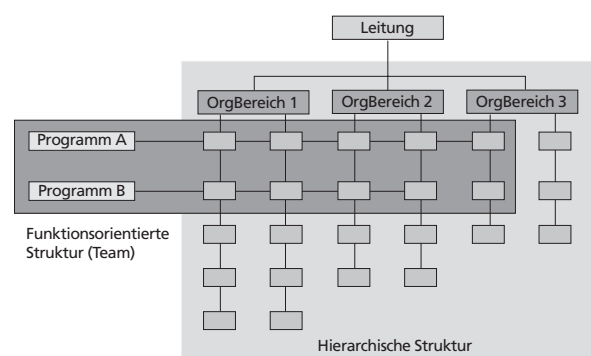 Leitung
OrgBereich 1
OrgBereich 2
OrgBereich 3
Programm A
Programm B
Funktionsorientierte
Struktur (Team)
Hierarchische Struktur